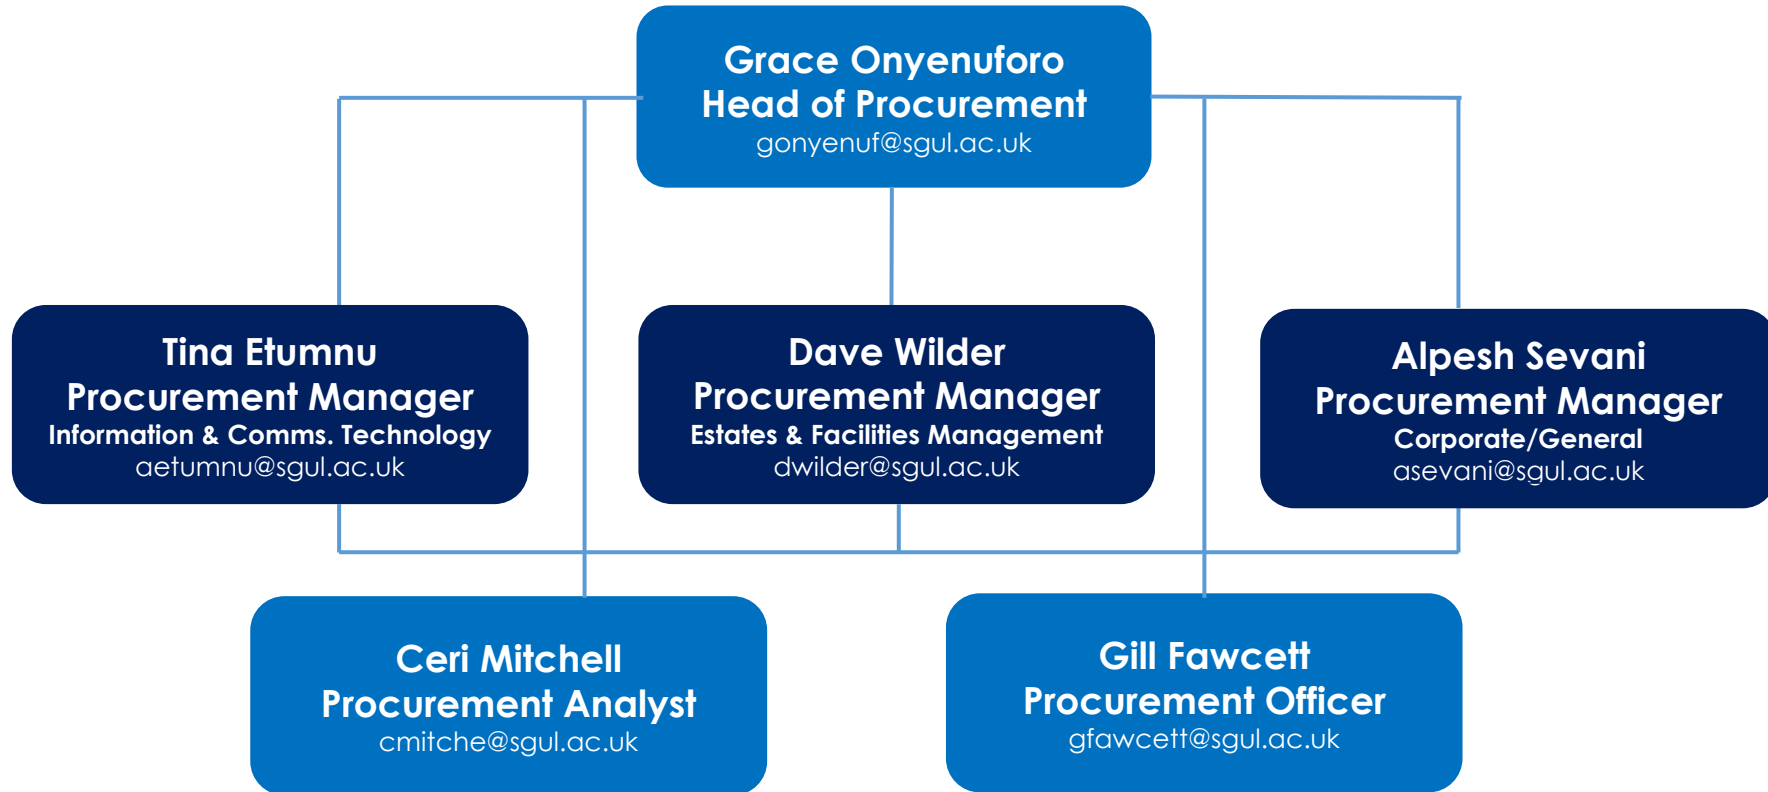 Grace Onyenuforo
Head of Procurement
gonyenuf@sgul.ac.uk
Tina Etumnu
Procurement Manager
Information & Comms. Technology
aetumnu@sgul.ac.uk
Dave Wilder
Procurement Manager
Estates & Facilities Management
dwilder@sgul.ac.uk
Alpesh Sevani
Procurement Manager
Corporate/General
asevani@sgul.ac.uk
Ceri Mitchell
Procurement Analyst
cmitche@sgul.ac.uk
Gill Fawcett
Procurement Officer
gfawcett@sgul.ac.uk